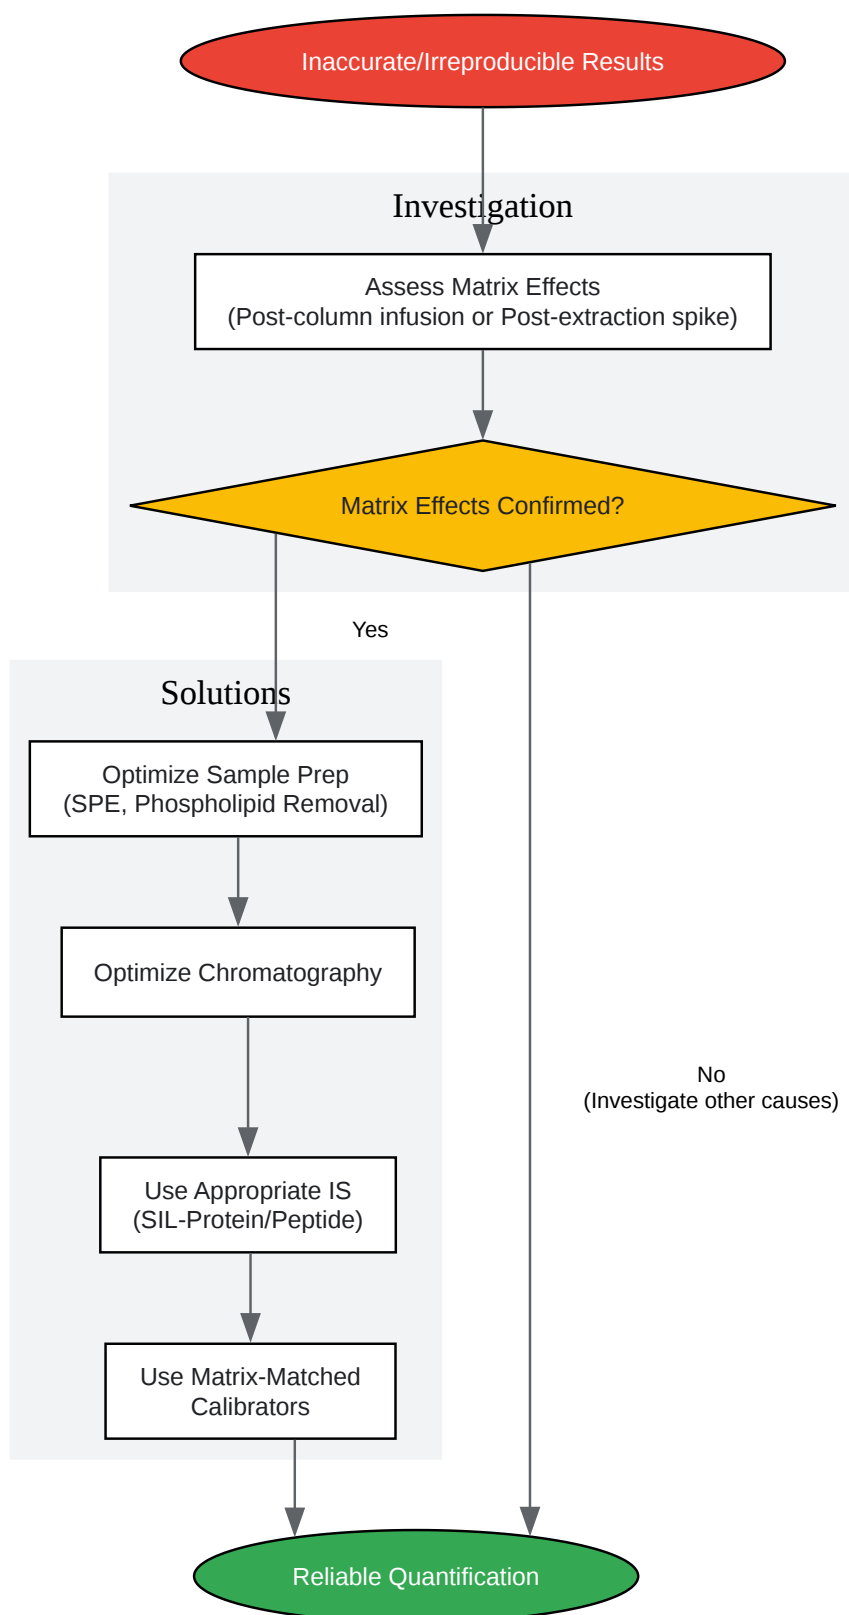 Inaccurate/Irreproducible Results
Investigation
Assess Matrix Effects
(Post-column infusion or Post-extraction spike)
Matrix Effects Confirmed?
Yes
Solutions
Optimize Sample Prep
(SPE, Phospholipid Removal)
Optimize Chromatography
No
(Investigate other causes)
Use Appropriate IS
(SIL-Protein/Peptide)
Use Matrix-Matched
Calibrators
Reliable Quantification